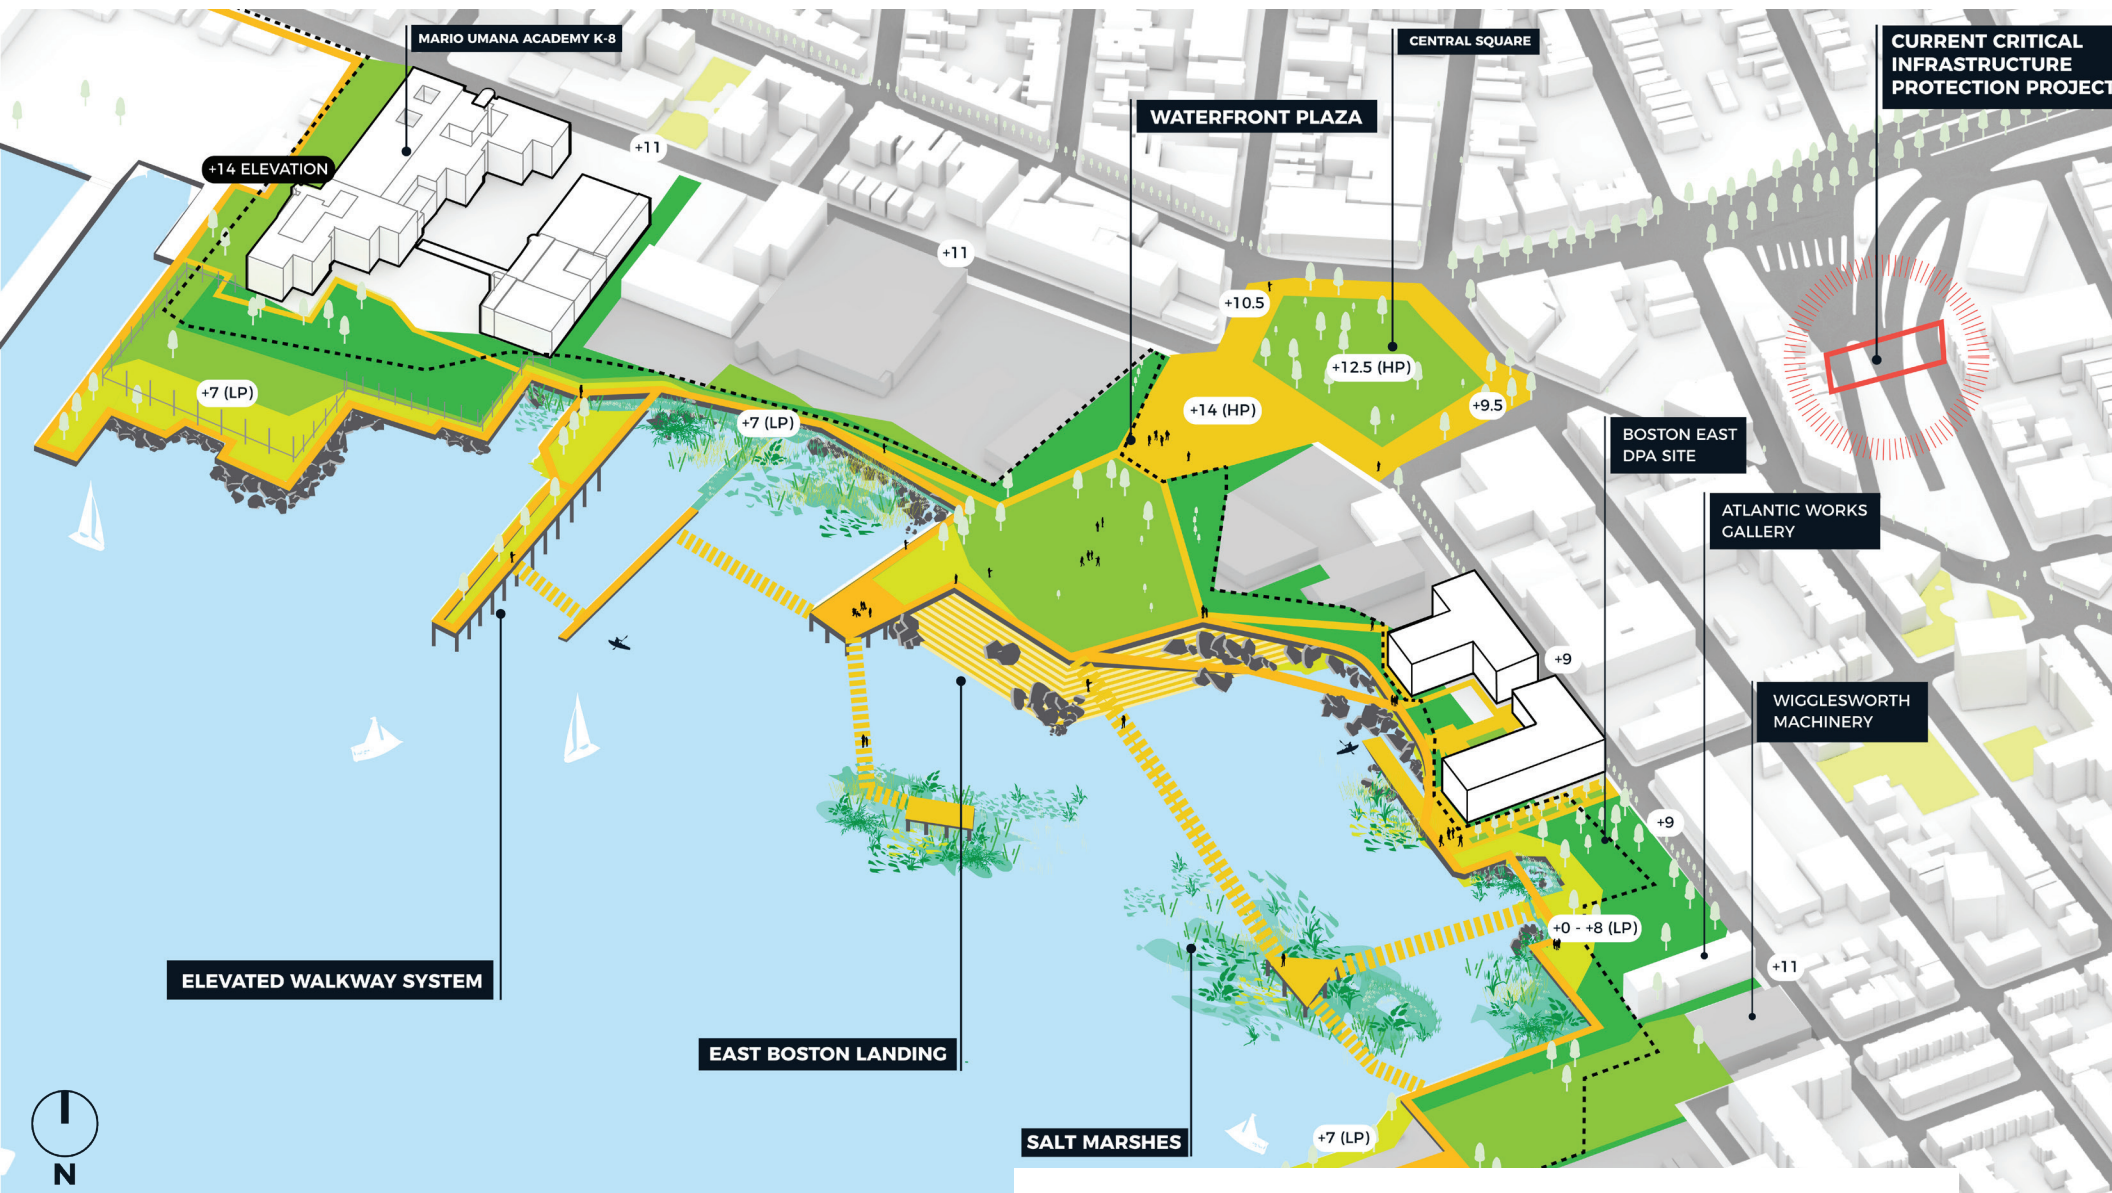 MARIO UMANA ACADEMY K-8
CENTRAL SQUARE
CURRENT CRITICAL
INFRASTRUCTURE
PROTECTION PROJECT
WATERFRONT PLAZA
+11
+14 ELEVATION
+11
+10.5
+12.5 (HP)
+7 (LP)
+14 (HP)
+9.5
+7 (LP)
BOSTON EAST
DPA SITE
ATLANTIC WORKS
GALLERY
+9
WIGGLESWORTH
MACHINERY
+9
+0 - +8 (LP)
+11
ELEVATED WALKWAY SYSTEM
EAST BOSTON LANDING
SALT MARSHES
+7 (LP)
N